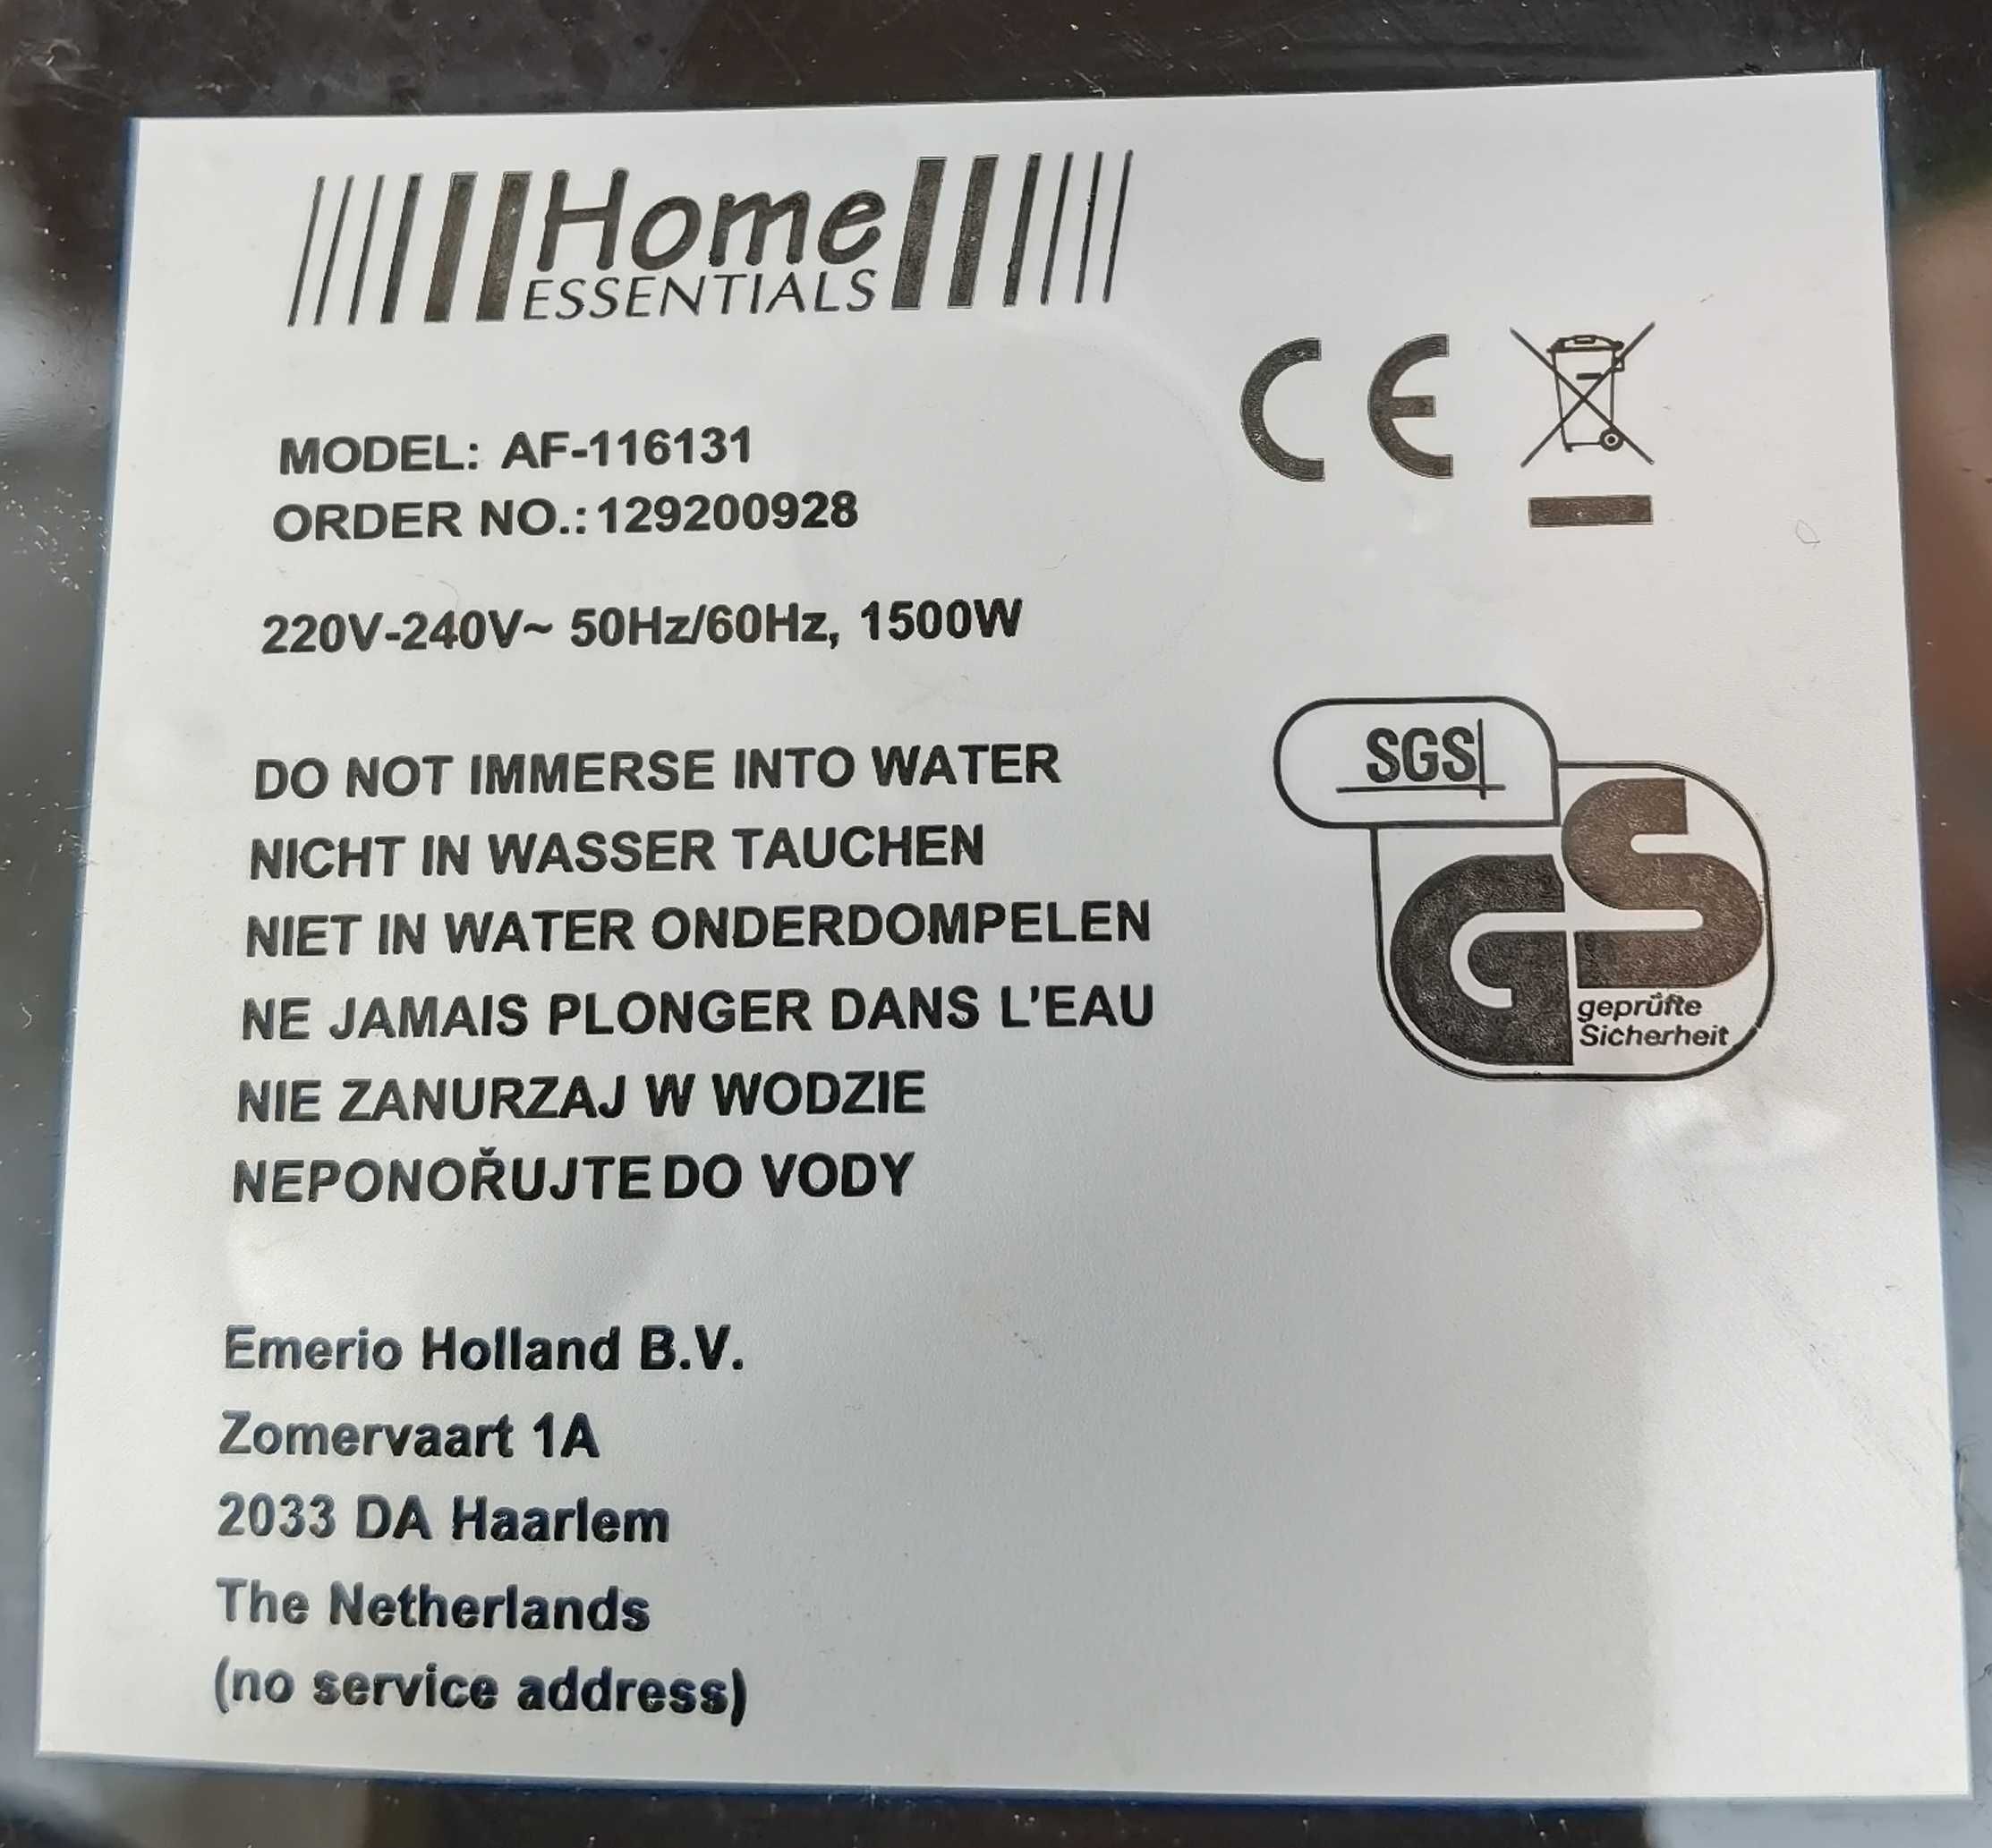 Home
ESSENTIALS
CE
MODEL: AF-116131
ORDER NO.: 129200928
220V-240V~ 50Hz/60Hz, 1500W
SGS
GS
geprüfte
Sicherheit
DO NOT IMMERSE INTO WATER
NICHT IN WASSER TAUCHEN
NIET IN WATER ONDERDOMPELEN
NE JAMAIS PLONGER DANS L'EAU
NIE ZANURZAJ W WODZIE
NEPONOŘUJTE DO VODY
Emerio Holland B.V.
Zomervaart 1A
2033 DA Haarlem
The Netherlands
(no service address)